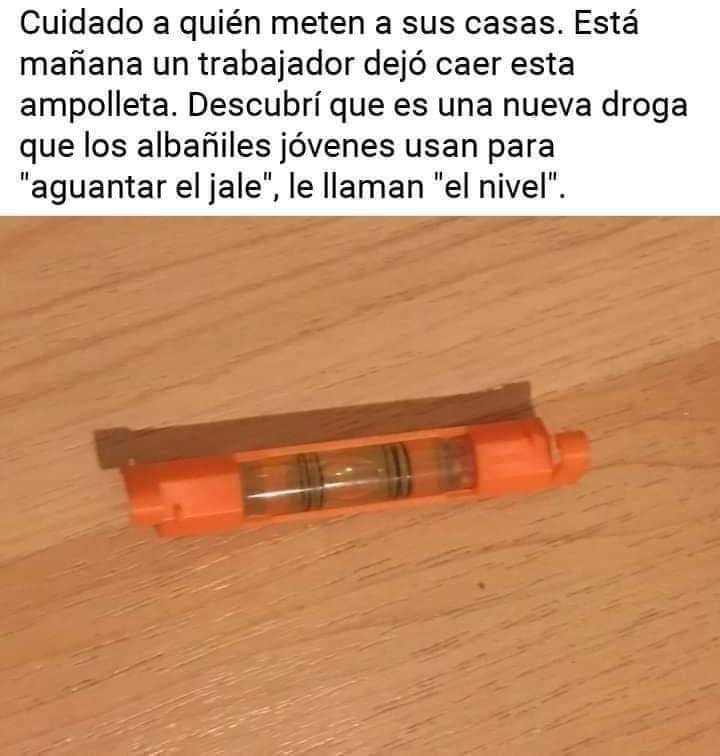 Cuidado a quién meten a sus casas. Está
mañana un trabajador dejó caer esta
ampolleta. Descubrí que es una nueva droga
que los albañiles jóvenes usan para
"aguantar el jale", le llaman "el nivel".